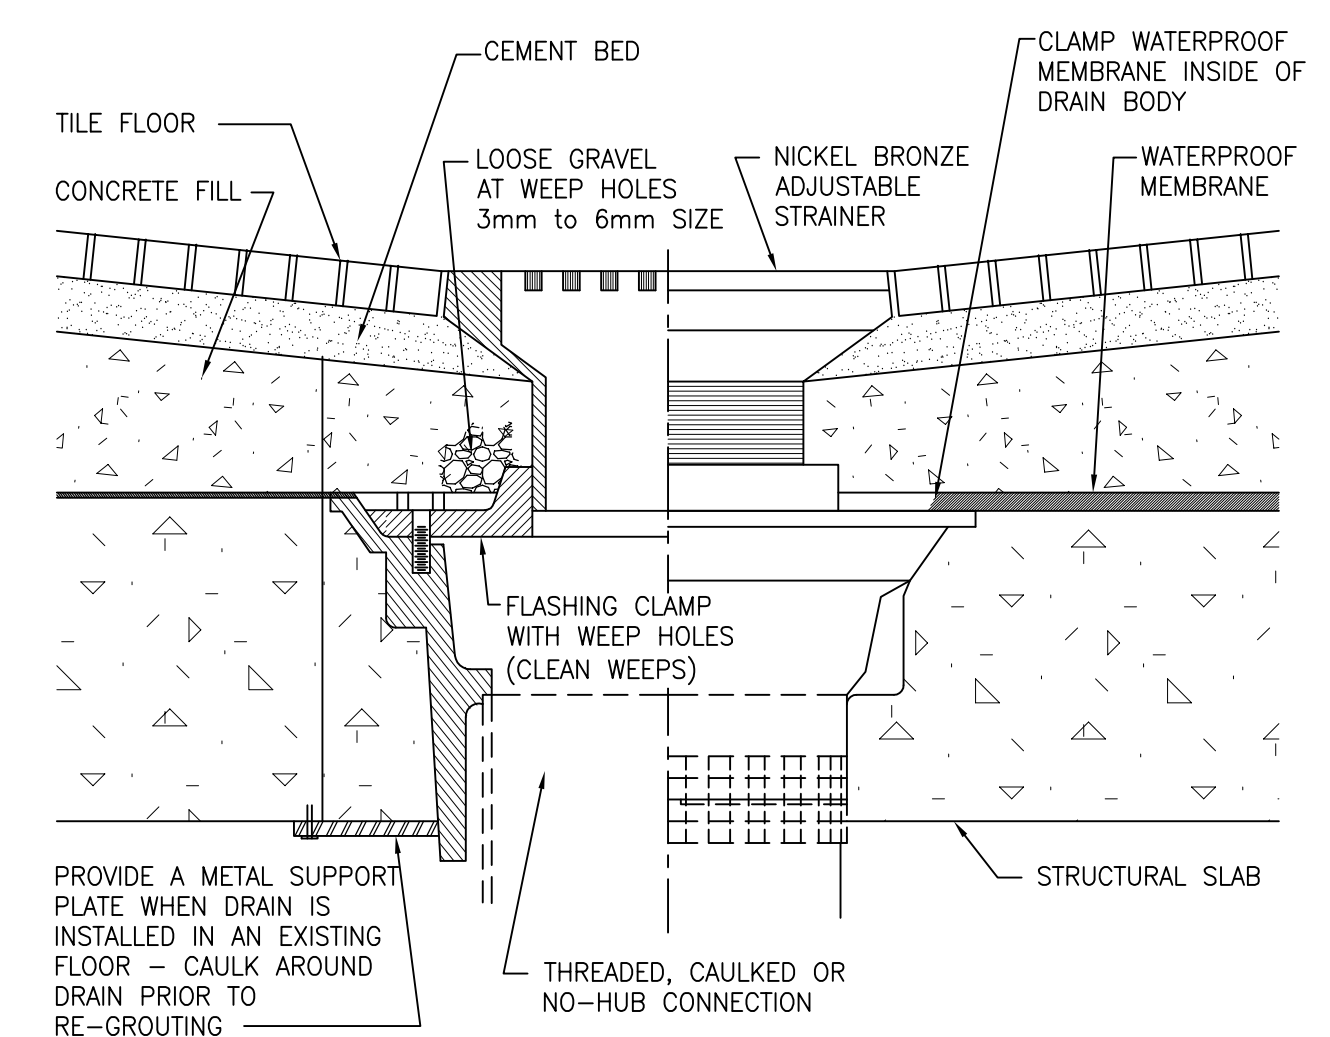 CEMENT BED
CLAMP WATERPROOF
MEMBRANE INSIDE OF
DRAIN BODY
TILE FLOOR
LOOSE GRAVEL
AT WEEP HOLES
3mm to 6mm SIZE
NICKEL BRONZE
ADJUSTABLE
STRAINER
WATERPROOF
MEMBRANE
CONCRETE FILL
FLASHING CLAMP
WITH WEEP HOLES
(CLEAN WEEPS)
PROVIDE A METAL SUPPORT
PLATE WHEN DRAIN IS
INSTALLED IN AN EXISTING
FLOOR – CAULK AROUND
DRAIN PRIOR TO
RE-GROUTING
STRUCTURAL SLAB
THREADED, CAULKED OR
NO-HUB CONNECTION